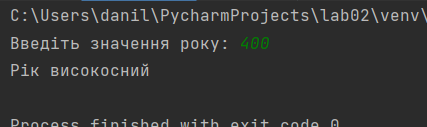 C:\Users\danil\PycharmProjects\lab02\venv\
Введіть значення року: 400
Рік високосний
Process finished with exit code 0